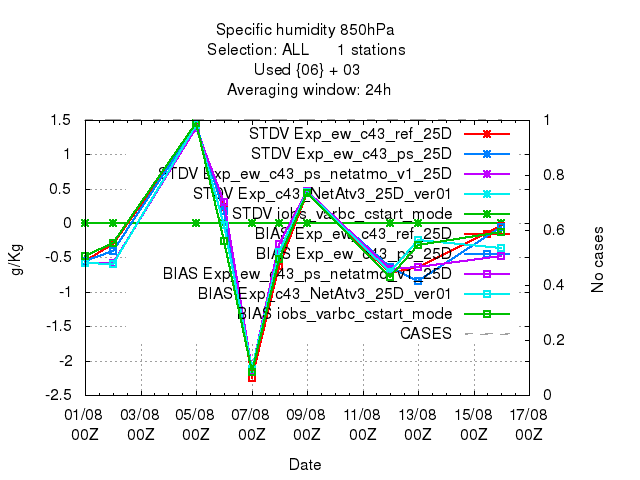 Specific humidity 850hPa
Selection: ALL 1 stations
Used {06} + 03
Averaging window: 24h
1.5
1
0.5
0
-0.5
-1
-1.5
-2
-2.5
g/Kg
1
0.8
0.6
0.4
0.2
0
No cases
STDV Exp_ew_c43_ref_25D
STDV Exp_ew_c43_ps_25D
STDV Exp_ew_c43_ps_netatmo_v1_25D
STDV Exp_c43_NetAtv3_25D_ver01
STDV iobs_varbc_cstart_mode
BIAS Exp_ew_c43_ref_25D
BIAS Exp_ew_c43_ps_25D
BIAS Exp_ew_c43_ps_netatmo_v1_25D
BIAS Exp_c43_NetAtv3_25D_ver01
BIAS iobs_varbc_cstart_mode
CASES
01/08 03/08 05/08 07/08 09/08 11/08 13/08 15/08 17/08
00Z 00Z 00Z 00Z 00Z 00Z 00Z 00Z 00Z
Date